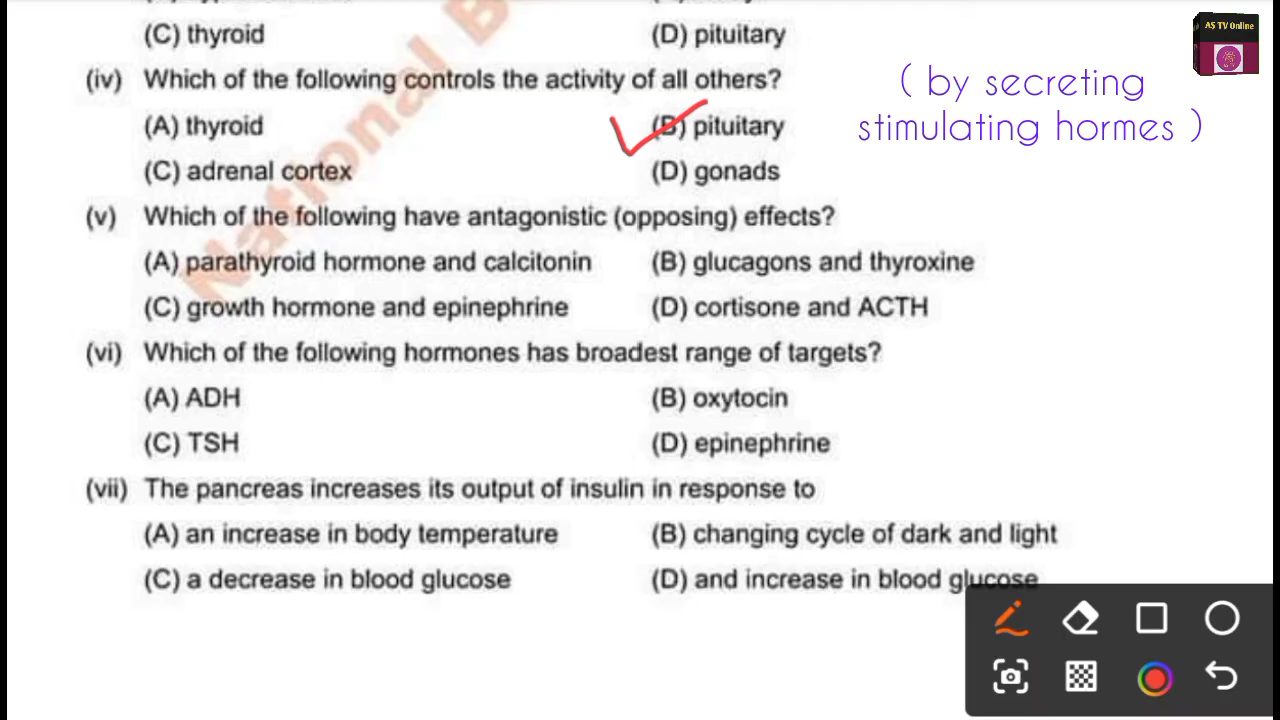 (C) thyroid (D) pituitary
AS TV Online
(iv) Which of the following controls the activity of all others?
( by secreting
stimulating hormes )
(A) thyroid (B) pituitary
(C) adrenal cortex (D) gonads
(v) Which of the following have antagonistic (opposing) effects?
(A) parathyroid hormone and calcitonin (B) glucagons and thyroxine
(C) growth hormone and epinephrine (D) cortisone and ACTH
(vi) Which of the following hormones has broadest range of targets?
(A) ADH (B) oxytocin
(C) TSH (D) epinephrine
(vii) The pancreas increases its output of insulin in response to
(A) an increase in body temperature (B) changing cycle of dark and light
(C) a decrease in blood glucose (D) and increase in blood glucose
National B